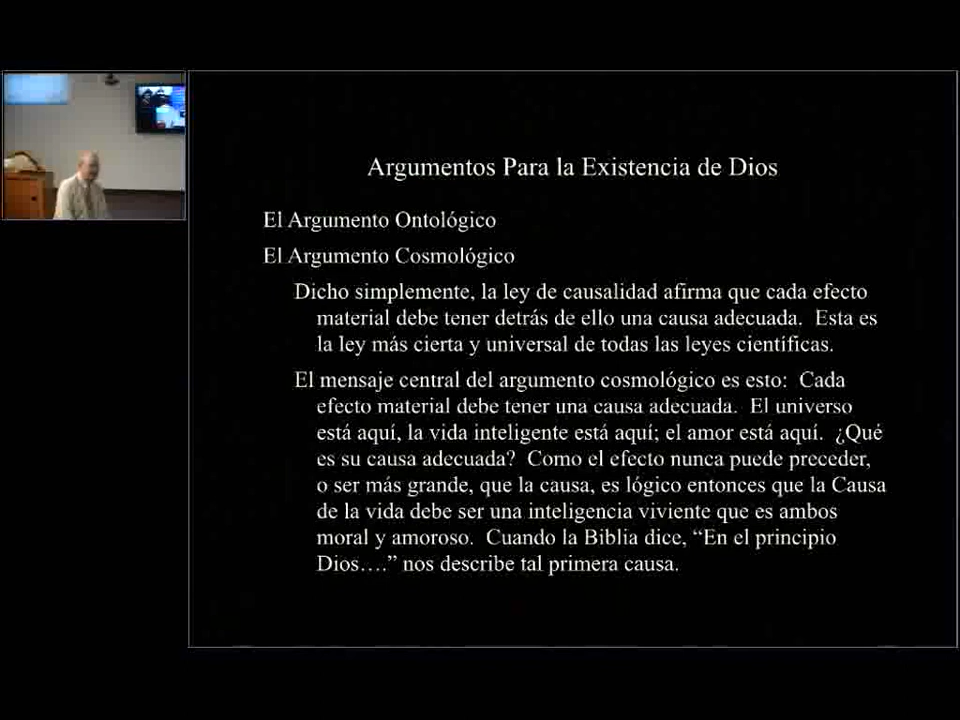 Argumentos Para la Existencia de Dios
El Argumento Ontológico
El Argumento Cosmológico
Dicho simplemente, la ley de causalidad afirma que cada efecto
material debe tener detrás de ello una causa adecuada. Esta es
la ley más cierta y universal de todas las leyes científicas.
El mensaje central del argumento cosmológico es esto: Cada
efecto material debe tener una causa adecuada. El universo
está aquí, la vida inteligente está aquí; el amor está aquí. ¿Qué
es su causa adecuada? Como el efecto nunca puede preceder,
o ser más grande, que la causa, es lógico entonces que la Causa
de la vida debe ser una inteligencia viviente que es ambos
moral y amoroso. Cuando la Biblia dice, “En el principio
Dios….” nos describe tal primera causa.